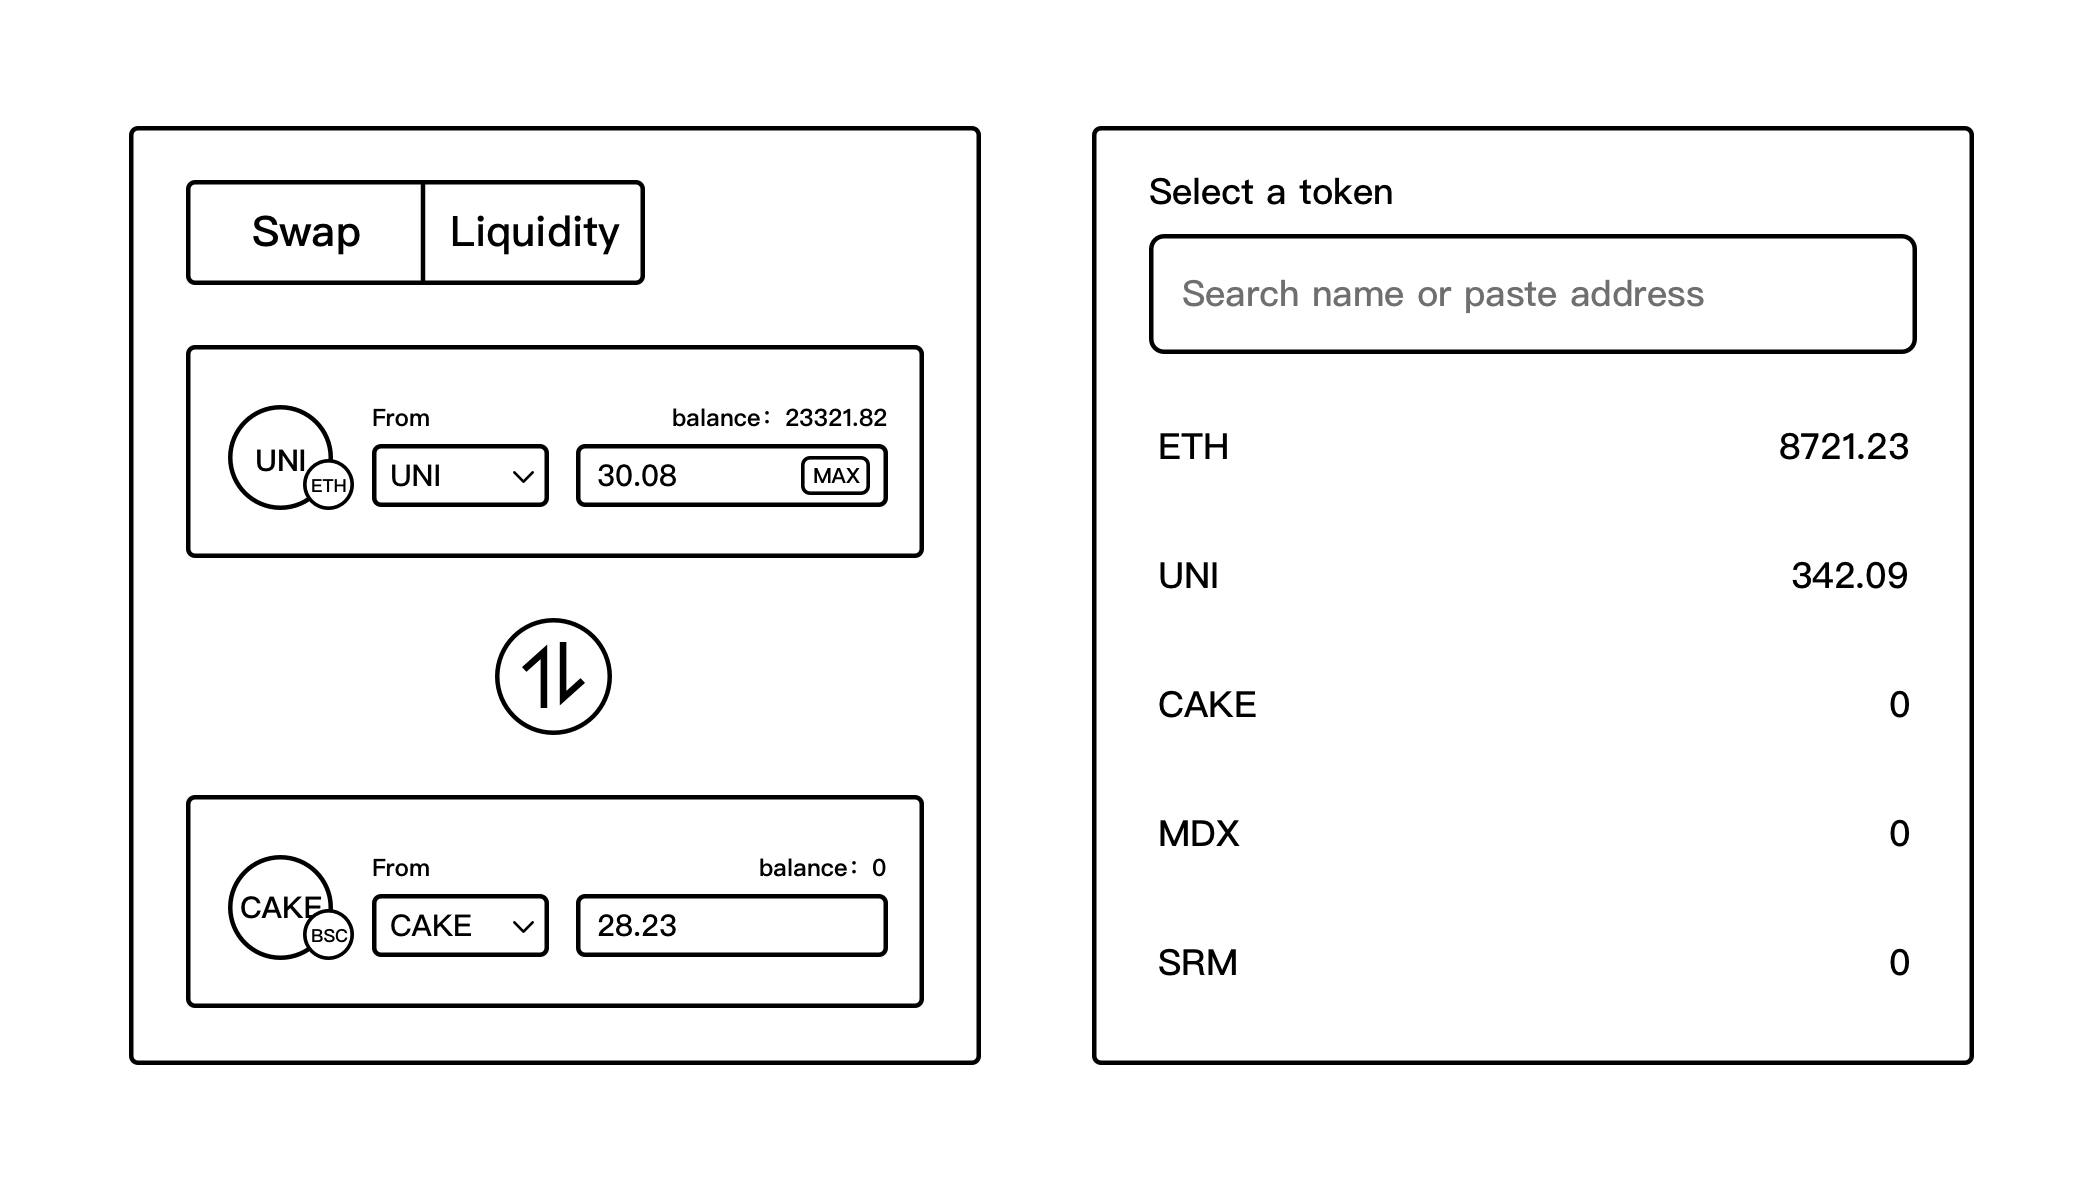 Swap Liquidity
From balance: 23321.82
UNI
ETH
UNI 30.08 MAX
From balance: 0
CAKE
BSC
CAKE 28.23
Select a token
Search name or paste address
ETH 8721.23
UNI 342.09
CAKE 0
MDX 0
SRM 0